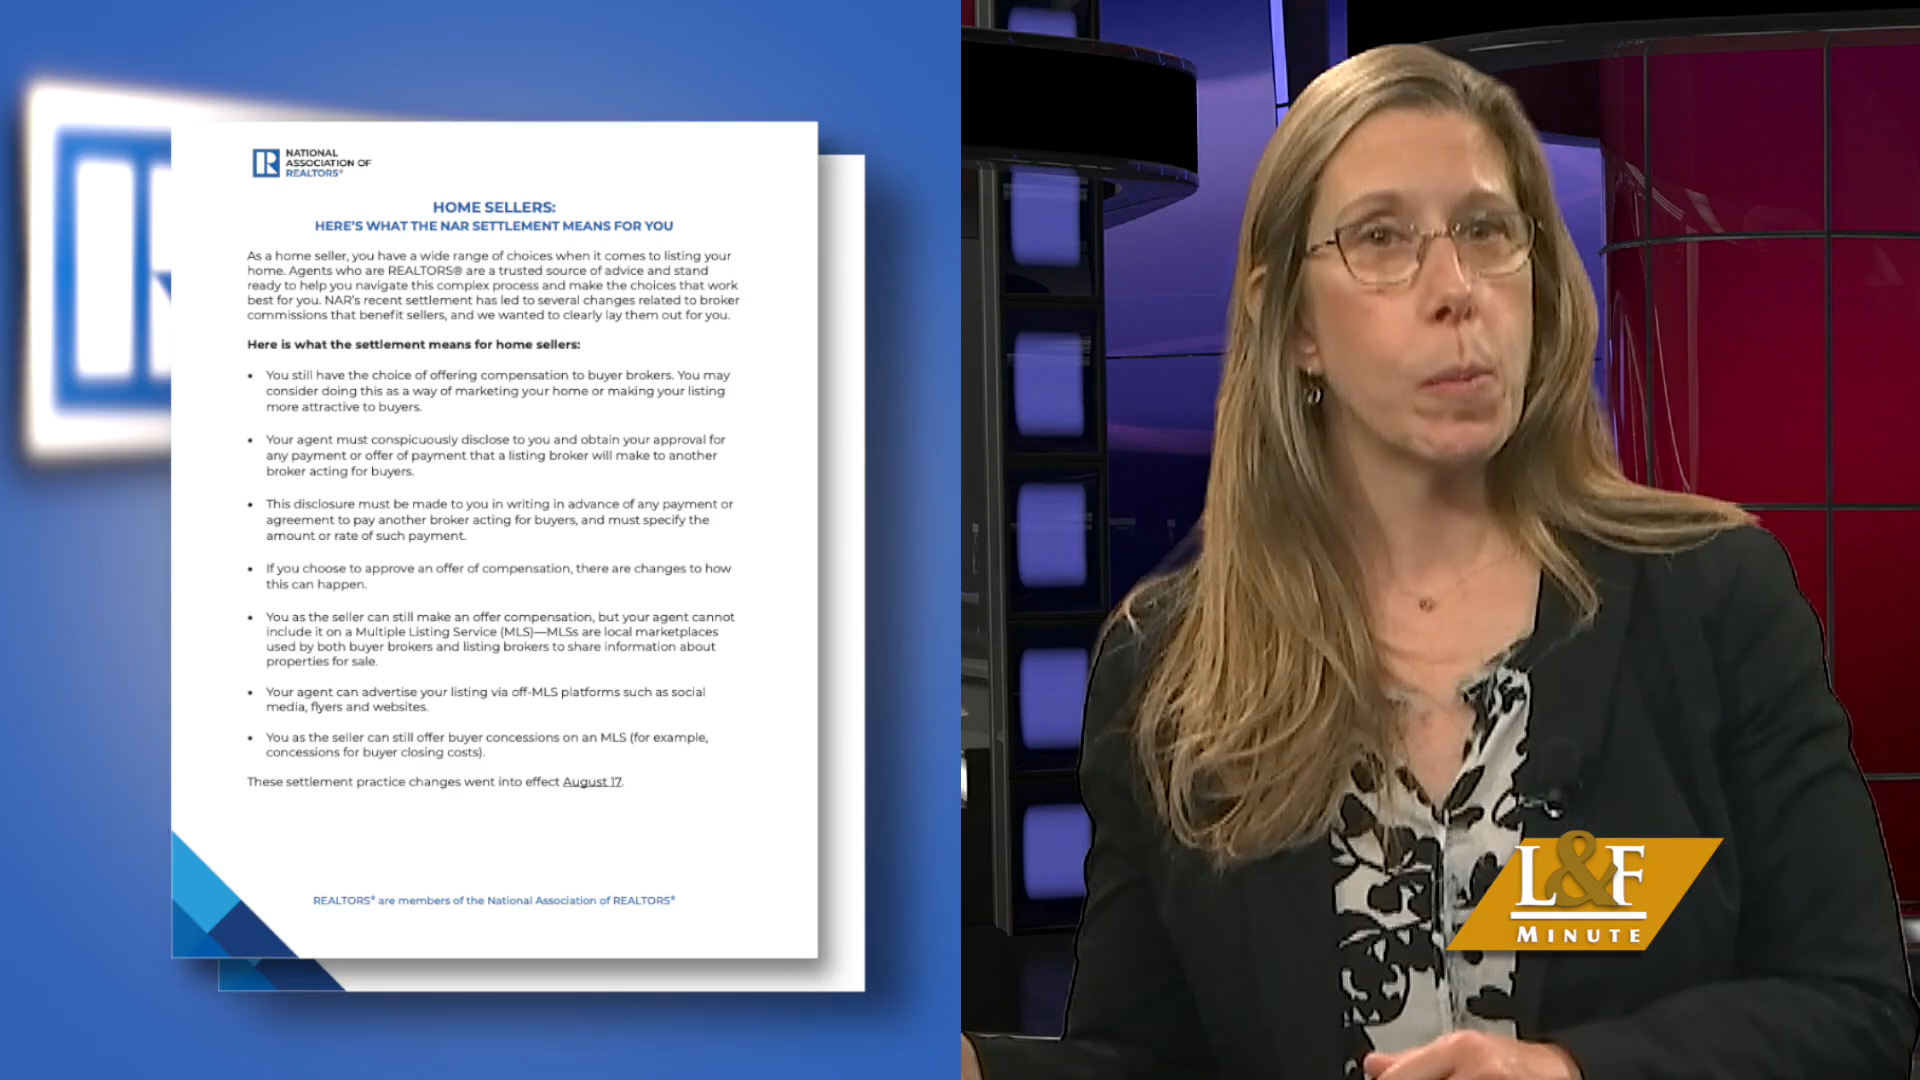 NATIONAL
ASSOCIATION OF
REALTORS®
HOME SELLERS:
HERE'S WHAT THE NAR SETTLEMENT MEANS FOR YOU
As a home seller, you have a wide range of choices when it comes to listing your
home. Agents who are REALTORS® are a trusted source of advice and stand
ready to help you navigate this complex process and make the choices that work
best for you. NAR's recent settlement has led to several changes related to broker
commissions that benefit sellers, and we wanted to clearly lay them out for you.
Here is what the settlement means for home sellers:
• You still have the choice of offering compensation to buyer brokers. You may
consider doing this as a way of marketing your home or making your listing
more attractive to buyers.
• Your agent must conspicuously disclose to you and obtain your approval for
any payment or offer of payment that a listing broker will make to another
broker acting for buyers.
• This disclosure must be made to you in writing in advance of any payment or
agreement to pay another broker acting for buyers, and must specify the
amount or rate of such payment.
• If you choose to approve an offer of compensation, there are changes to how
this can happen.
• You as the seller can still make an offer compensation, but your agent cannot
include it on a Multiple Listing Service (MLS)—MLSs are local marketplaces
used by both buyer brokers and listing brokers to share information about
properties for sale.
• Your agent can advertise your listing via off-MLS platforms such as social
media, flyers and websites.
• You as the seller can still offer buyer concessions on an MLS (for example,
concessions for buyer closing costs).
These settlement practice changes went into effect August 17.
REALTORS® are members of the National Association of REALTORS®
L&F
MINUTE